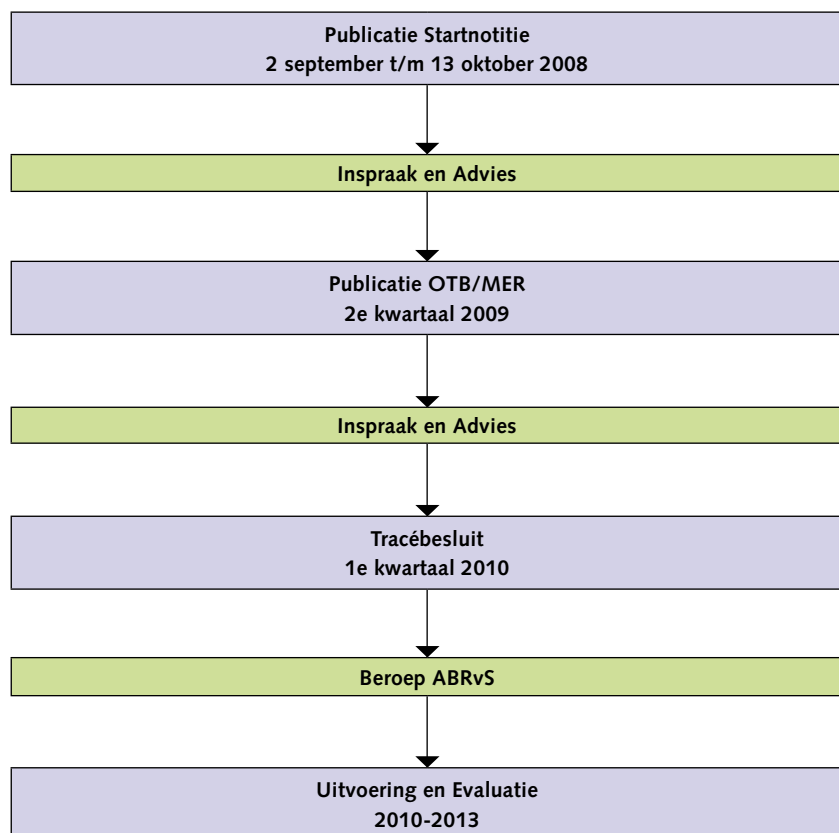 Publicatie Startnotitie
2 september t/m 13 oktober 2008
Inspraak en Advies
Publicatie OTB/MER
2e kwartaal 2009
Inspraak en Advies
Tracébesluit
1e kwartaal 2010
Beroep ABRvS
Uitvoering en Evaluatie
2010-2013